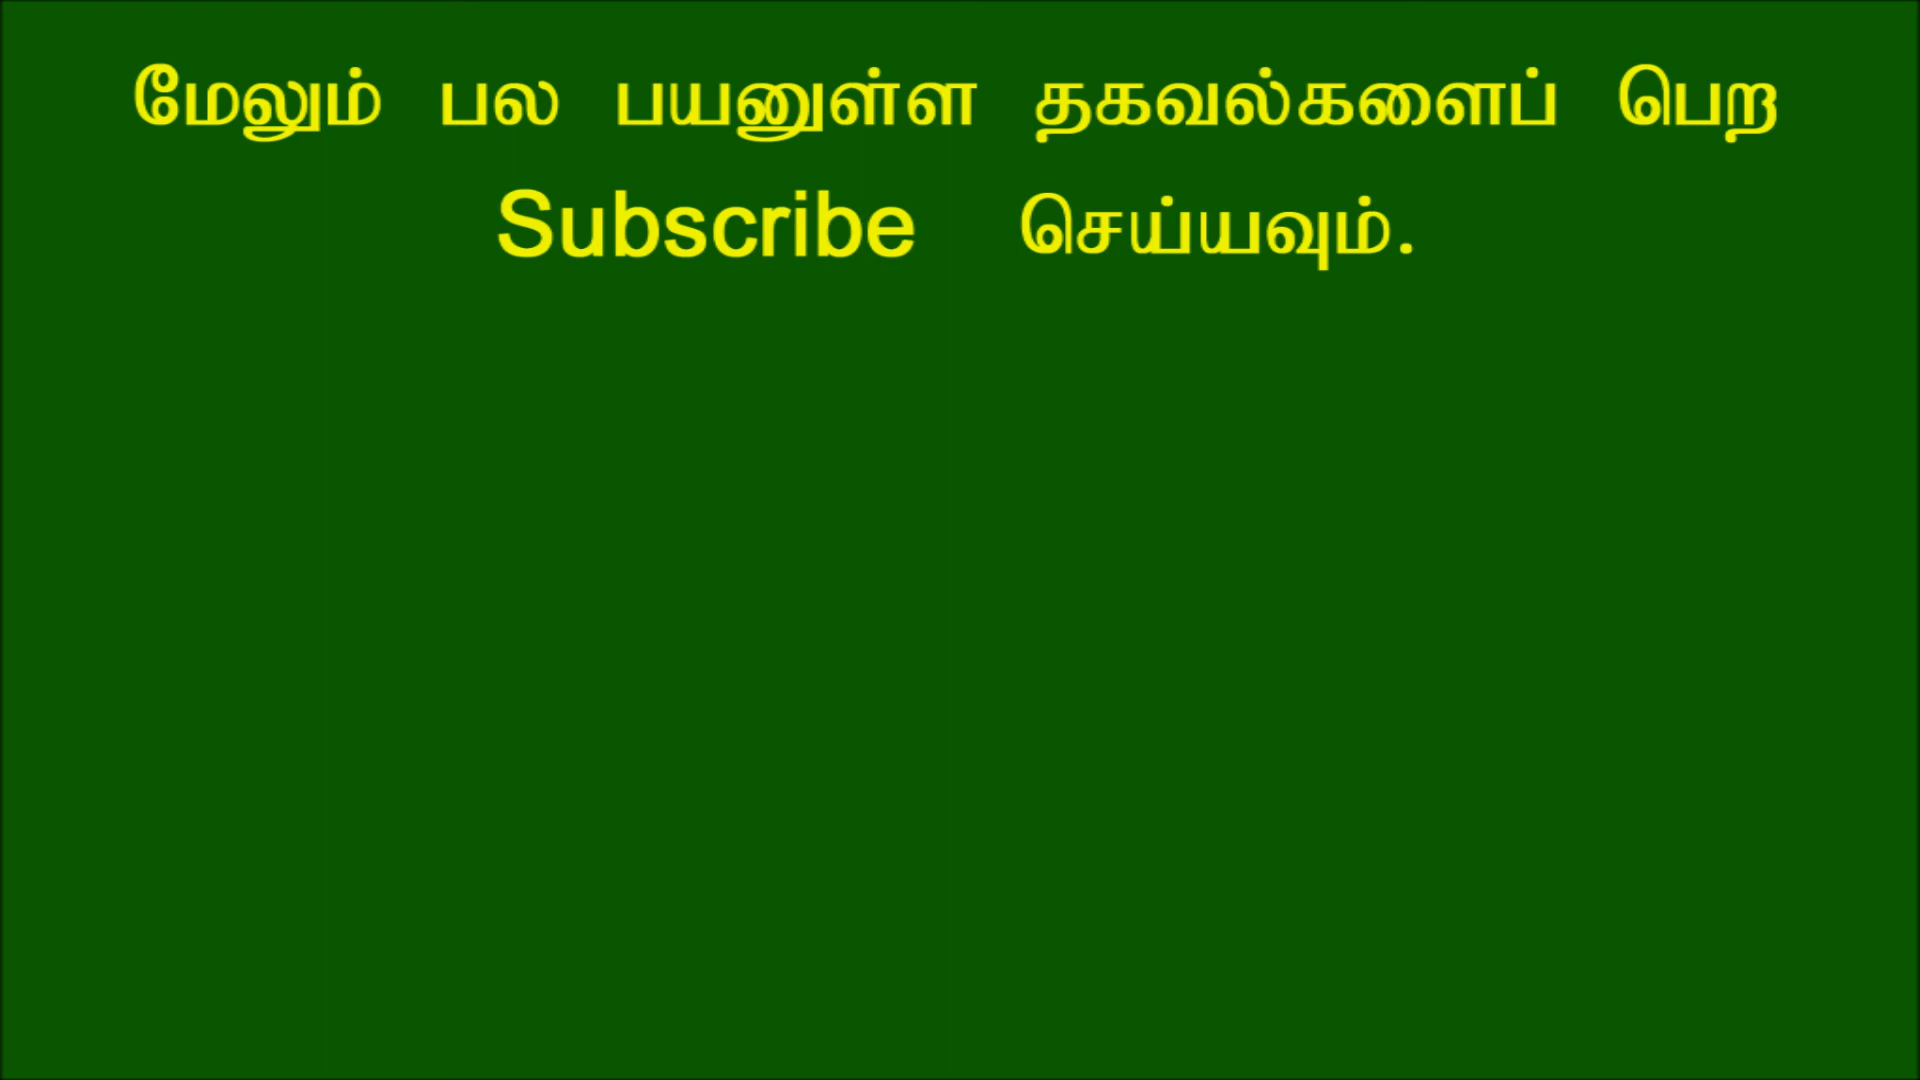 மேலும் பல பயனுள்ள தகவல்களைப் பெற
Subscribe செய்யவும்.